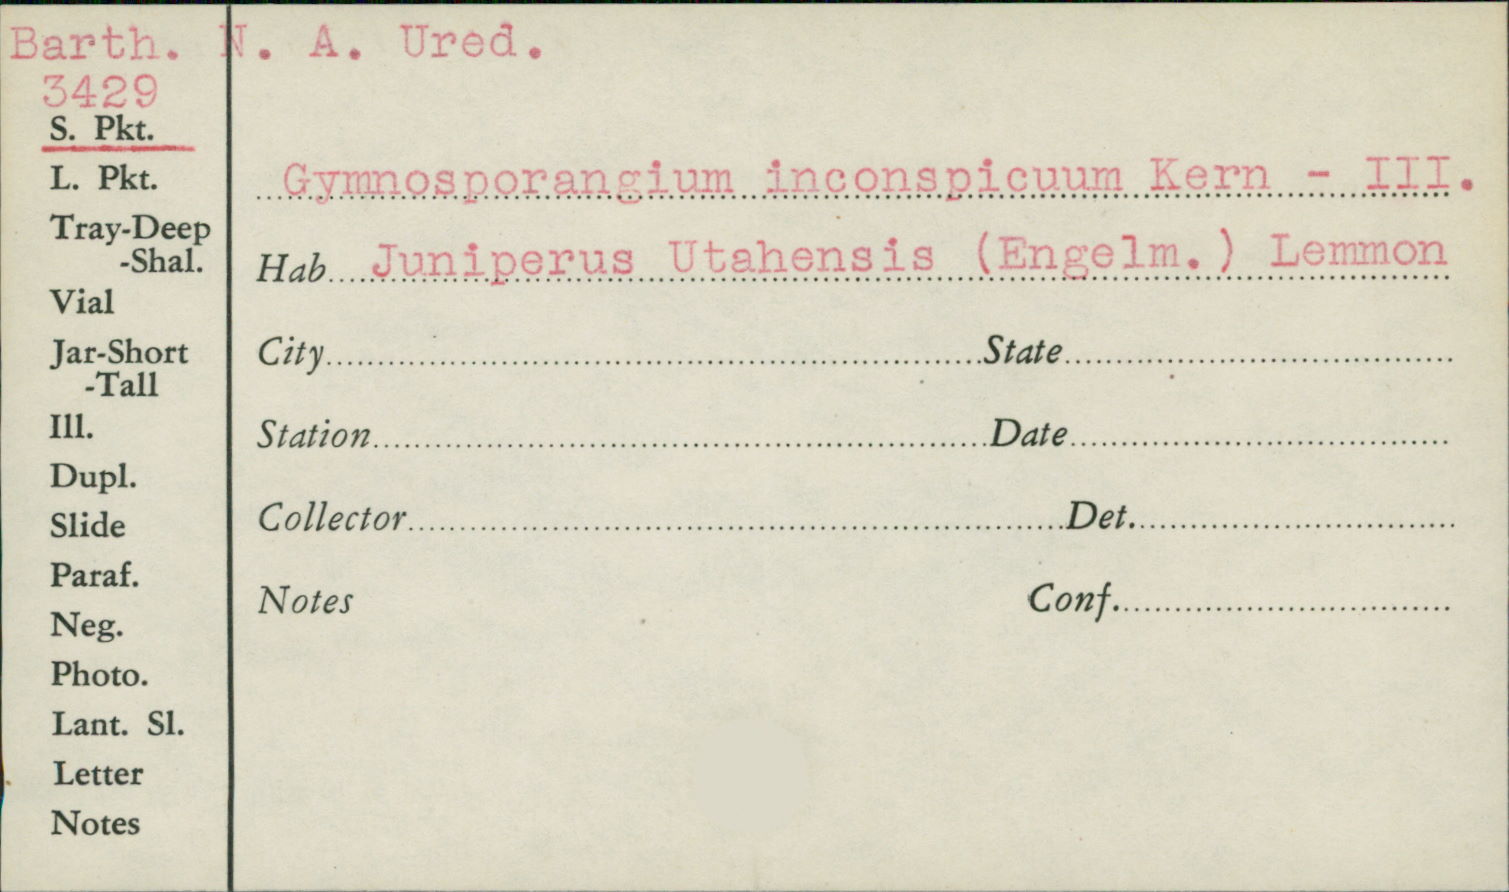 Barth. N. A. Ured.
3429
S. Pkt.
L. Pkt.
Tray-Deep
-Shal.
Vial
Jar-Short
-Tall
Ill.
Dupl.
Slide
Paraf.
Neg.
Photo.
Lant. Sl.
Letter
Notes
Gymnosporangium inconspicuum Kern - III.
Hab. Juniperus Utahensis (Engelm.) Lemmon
City State
Station Date
Collector Det.
Notes Conf.